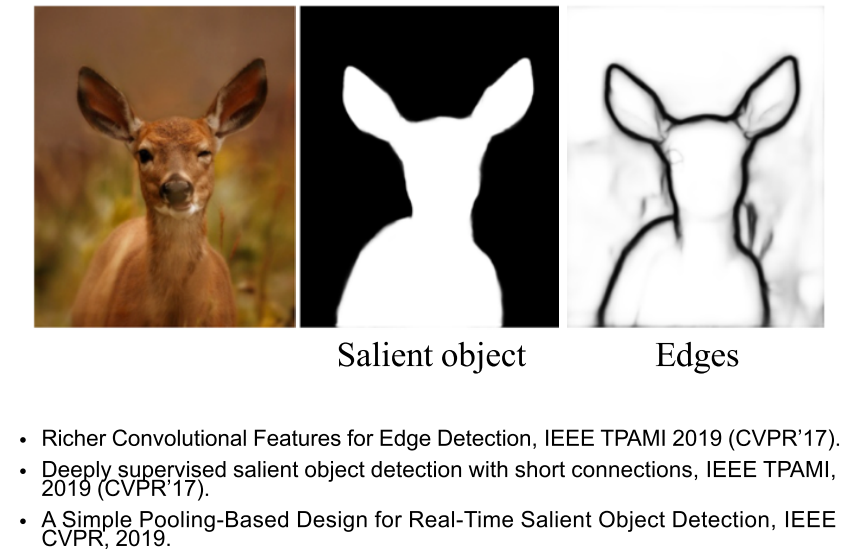 Salient object
Edges
• Richer Convolutional Features for Edge Detection, IEEE TPAMI 2019 (CVPR’17).
• Deeply supervised salient object detection with short connections, IEEE TPAMI,
2019 (CVPR’17).
• A Simple Pooling-Based Design for Real-Time Salient Object Detection, IEEE
CVPR, 2019.